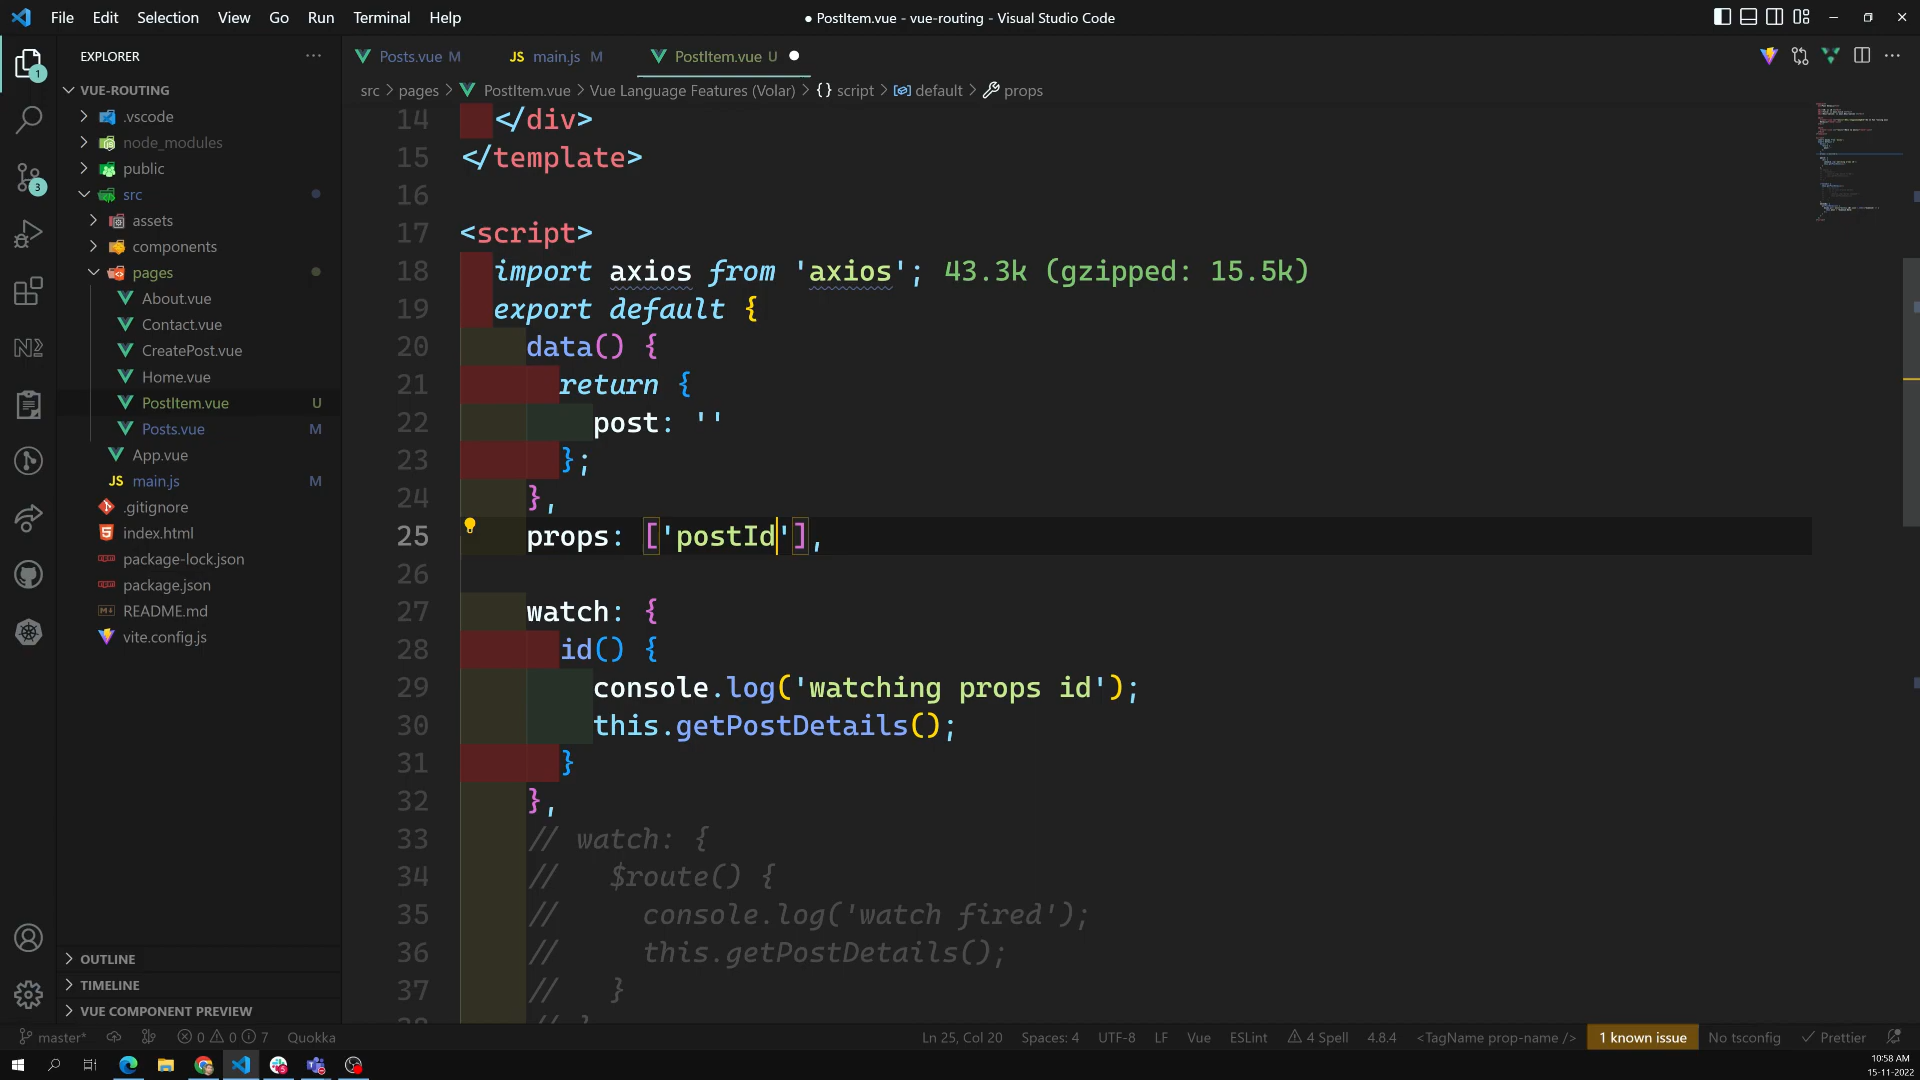 File Edit Selection View Go Run Terminal Help
● PostItem.vue - vue-routing - Visual Studio Code
EXPLORER
VUE-ROUTING
.vscode
node_modules
public
src
assets
components
pages
About.vue
Contact.vue
CreatePost.vue
Home.vue
PostItem.vue U
Posts.vue M
App.vue
JS main.js M
.gitignore
index.html
package-lock.json
package.json
README.md
vite.config.js
OUTLINE
TIMELINE
VUE COMPONENT PREVIEW
1
3
Posts.vue M JS main.js M PostItem.vue U
src > pages > PostItem.vue > Vue Language Features (Volar) > {} script > default > props
14 </div>
15 </template>
16
17 <script>
18 import axios from 'axios'; 43.3k (gzipped: 15.5k)
19 export default {
20 data() {
21 return {
22 post: ''
23 };
24 },
25 props: ['postId'],
26
27 watch: {
28 id() {
29 console.log('watching props id');
30 this.getPostDetails();
31 }
32 },
33 // watch: {
34 // $route() {
35 // console.log('watch fired');
36 // this.getPostDetails();
37 // }
master* 0 0 7 Quokka Ln 25, Col 20 Spaces: 4 UTF-8 LF Vue ESLint 4 Spell 4.8.4 <TagName prop-name /> 1 known issue No tsconfig Prettier
10:58 AM
15-11-2022